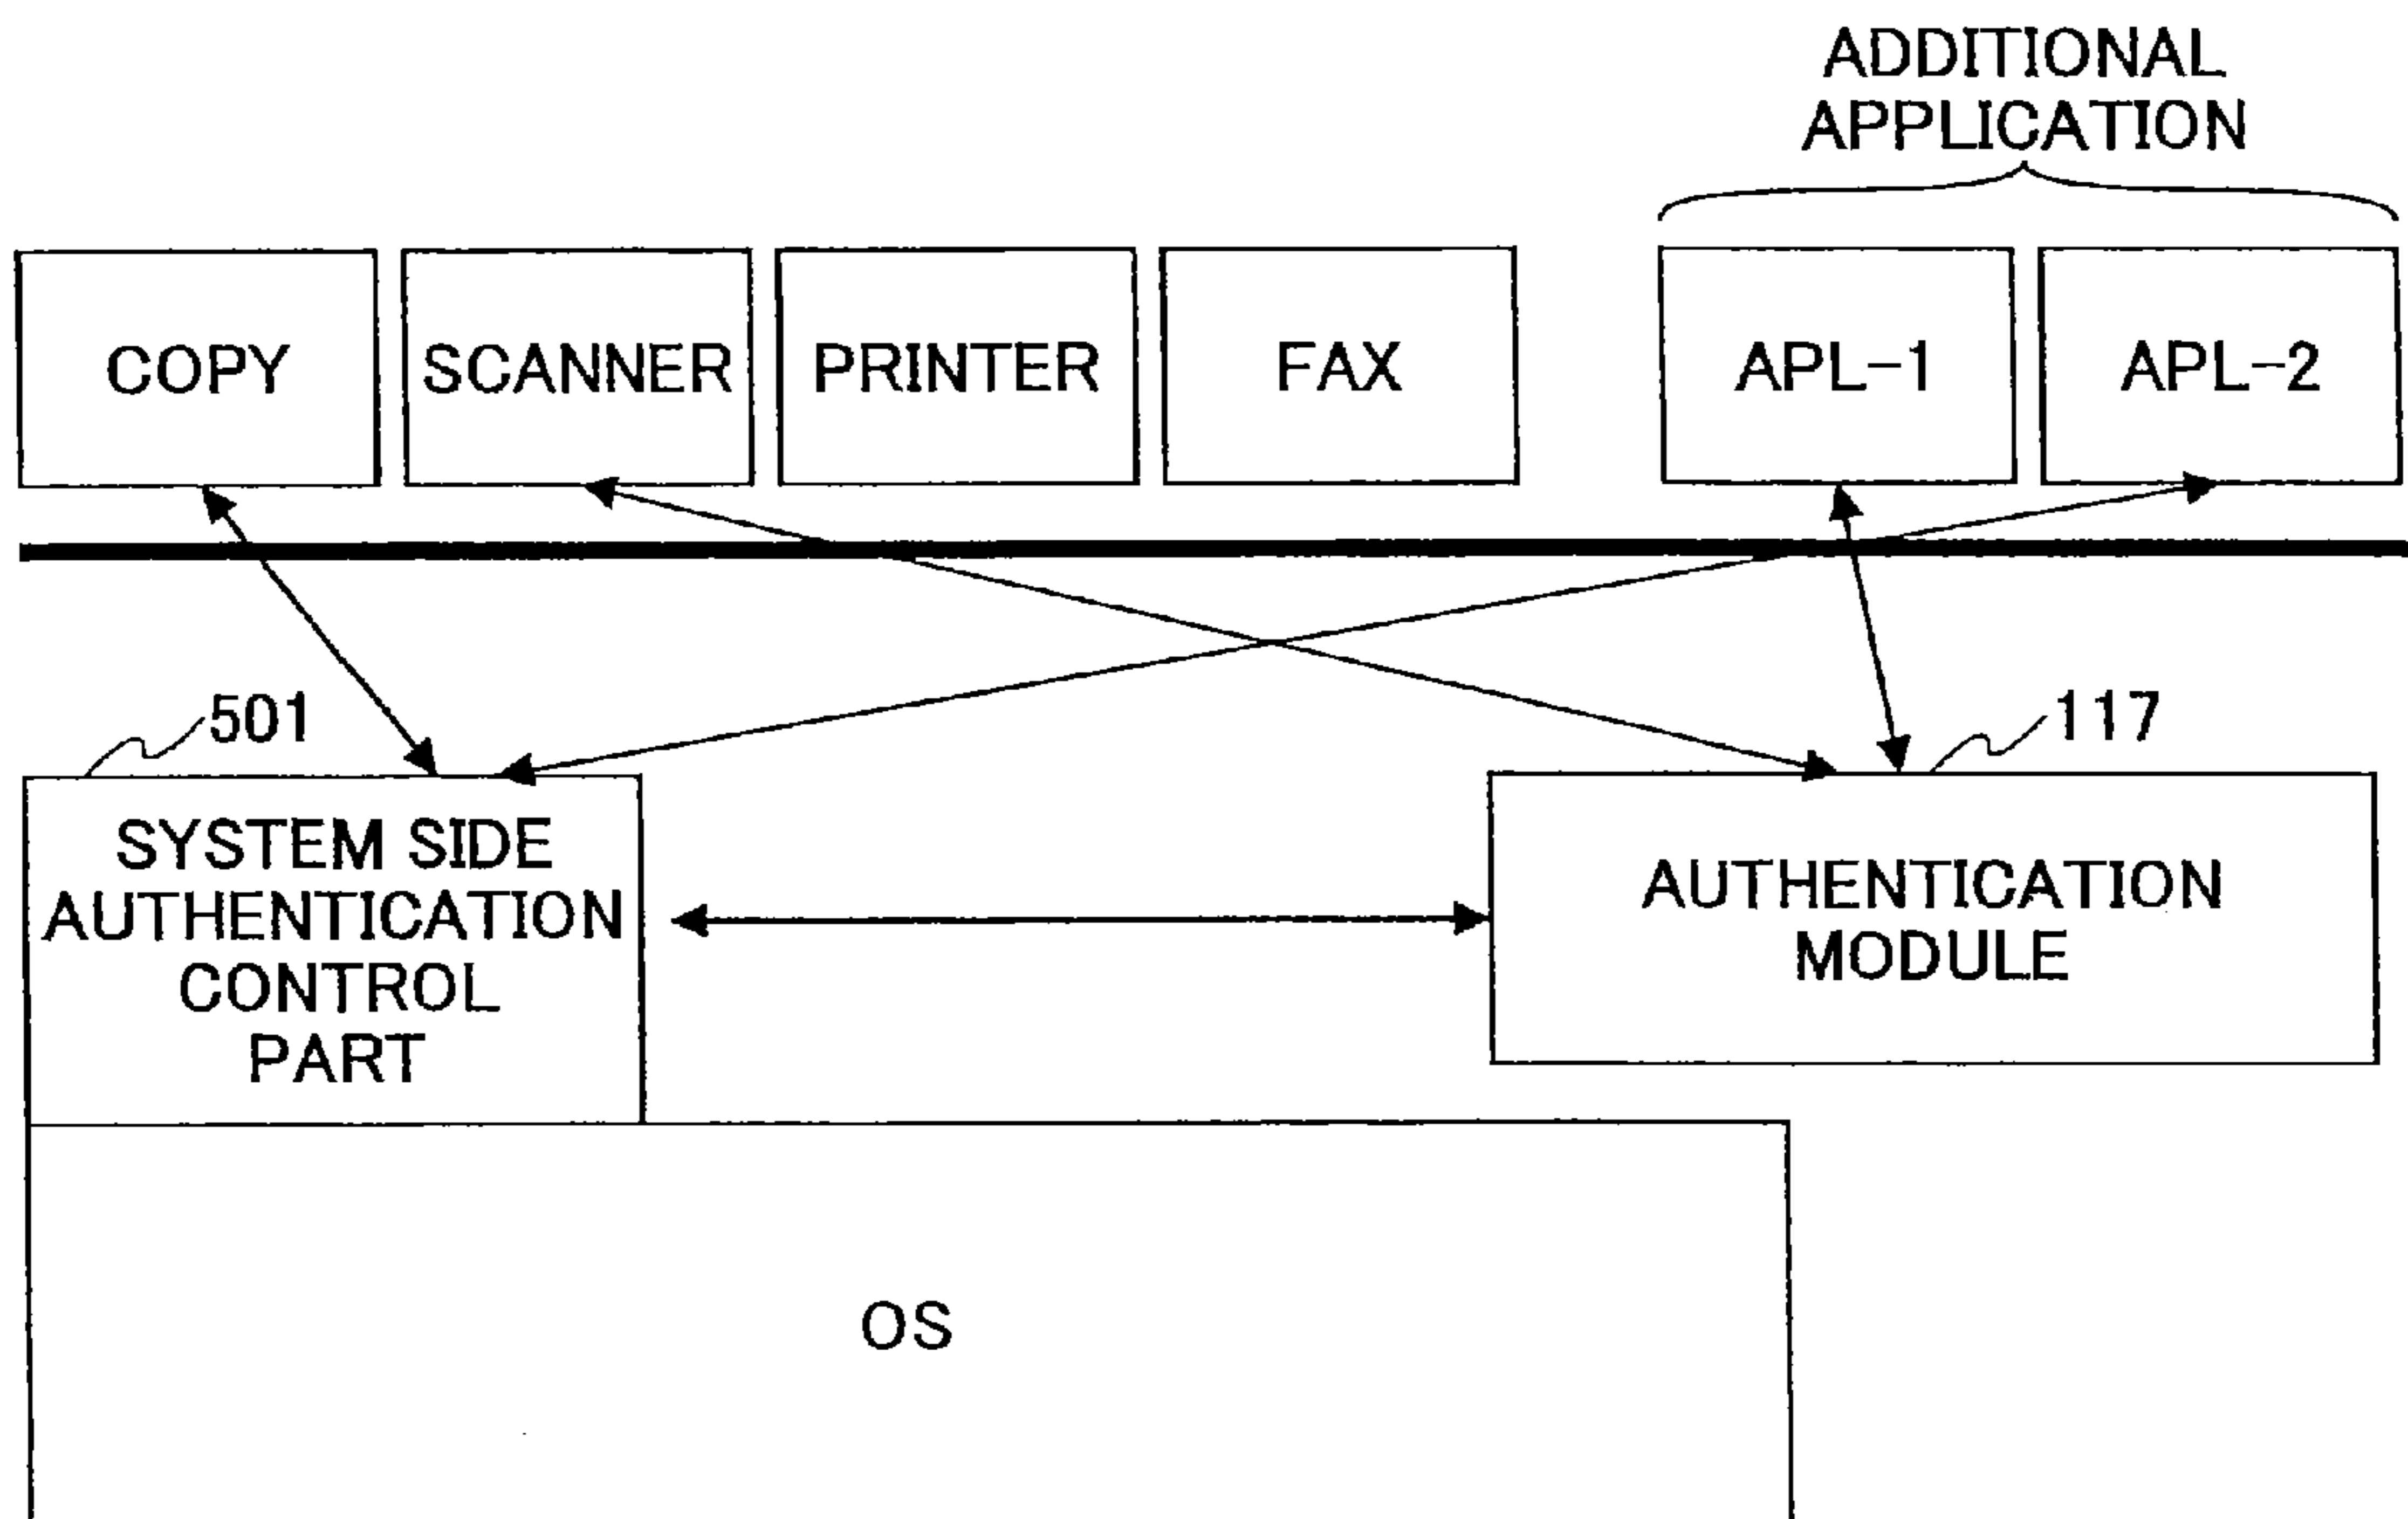 ADDITIONAL
APPLICATION
COPY
SCANNER
PRINTER
FAX
APL-1
APL-2
501
117
SYSTEM SIDE
AUTHENTICATION
CONTROL
PART
AUTHENTICATION
MODULE
OS